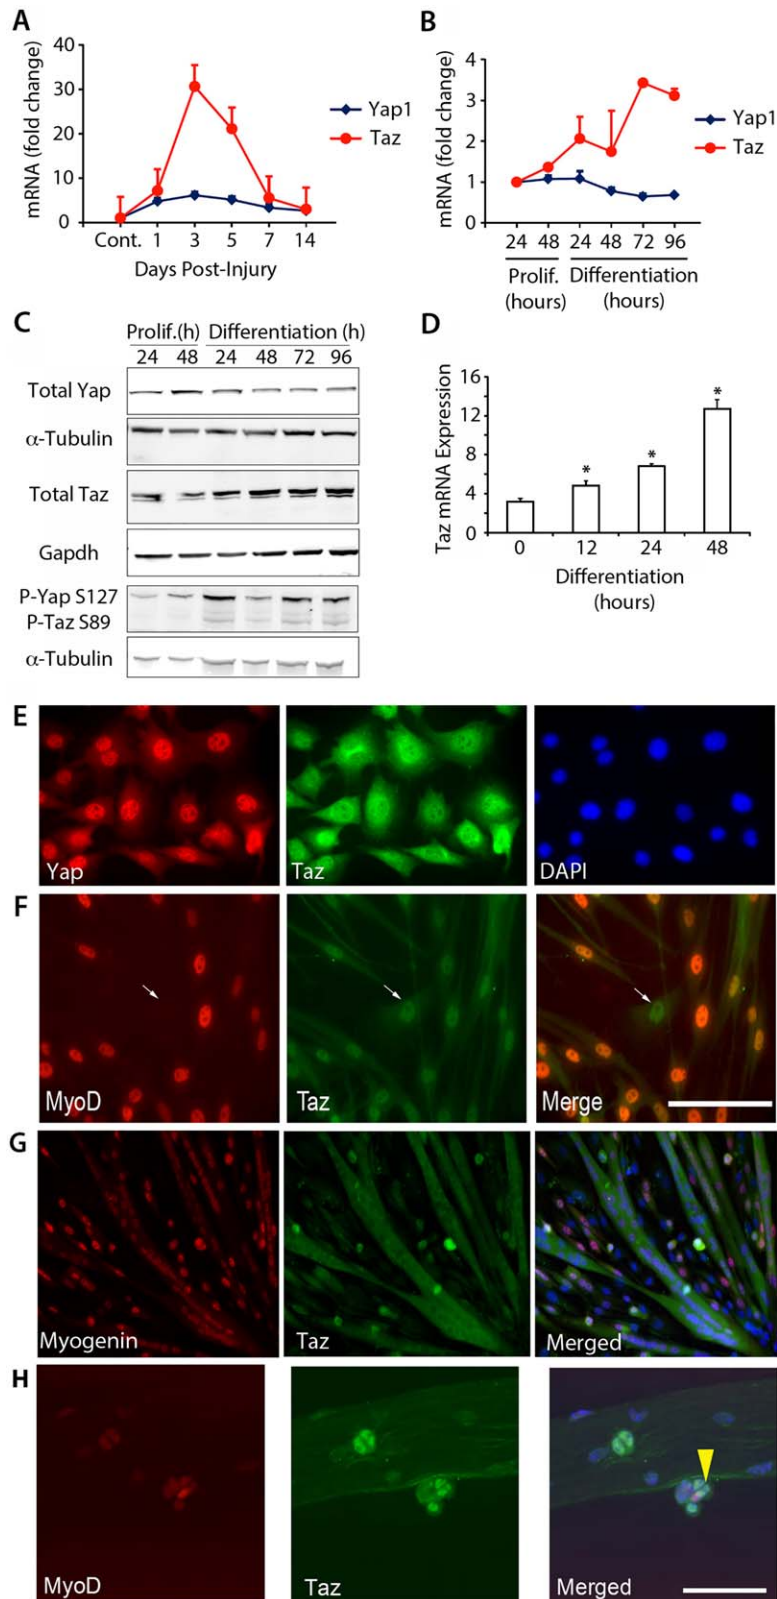 A
mRNA (fold change)
40
30
20
10
0
Cont. 1 3 5 7 14
Days Post-Injury
Yap1
Taz
B
mRNA (fold change)
4
3
2
1
0
24 48 24 48 72 96
Prolif. Differentiation
(hours) (hours)
Yap1
Taz
C
Prolif.(h) Differentiation (h)
24 48 24 48 72 96
Total Yap
α-Tubulin
Total Taz
Gapdh
P-Yap S127
P-Taz S89
α-Tubulin
D
Taz mRNA Expression
16
12
8
4
0
* * *
0 12 24 48
Differentiation
(hours)
E
Yap Taz DAPI
F
MyoD Taz Merge
G
Myogenin Taz Merged
H
MyoD Taz Merged